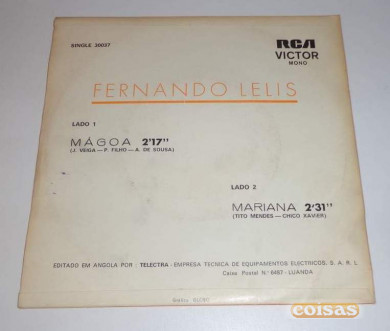 SINGLE 30037
RCA
VICTOR
MONO
FERNANDO LELIS
LADO 1
MÁGOA 2'17''
(J. VEIGA — P. FILHO — A. DE SOUSA)
LADO 2
MARIANA 2'31''
(TITO MENDES — CHICO XAVIER)
EDITADO EM ANGOLA POR : TELECTRA - EMPRESA TECNICA DE EQUIPAMENTOS ELECTRICOS, S. A. R. L.
Caixa Postal N.º 6467 - LUANDA
coisas